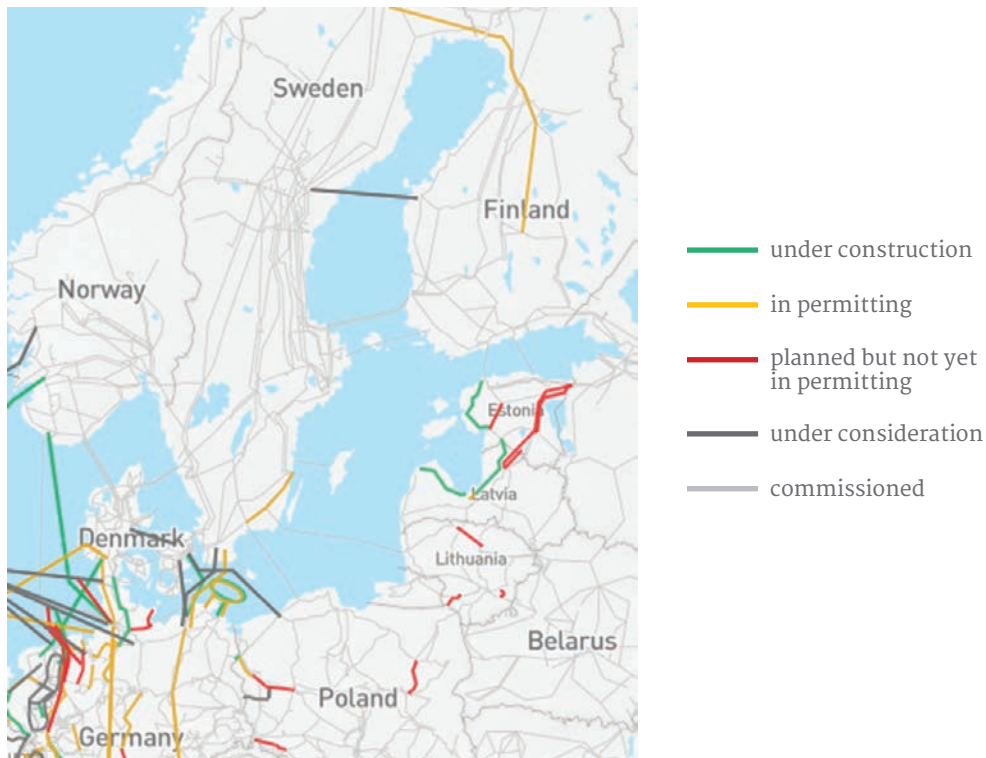 Sweden
Finland
Norway
Estonia
Latvia
Denmark
Lithuania
Belarus
Poland
Germany
under construction
in permitting
planned but not yet
in permitting
under consideration
commissioned